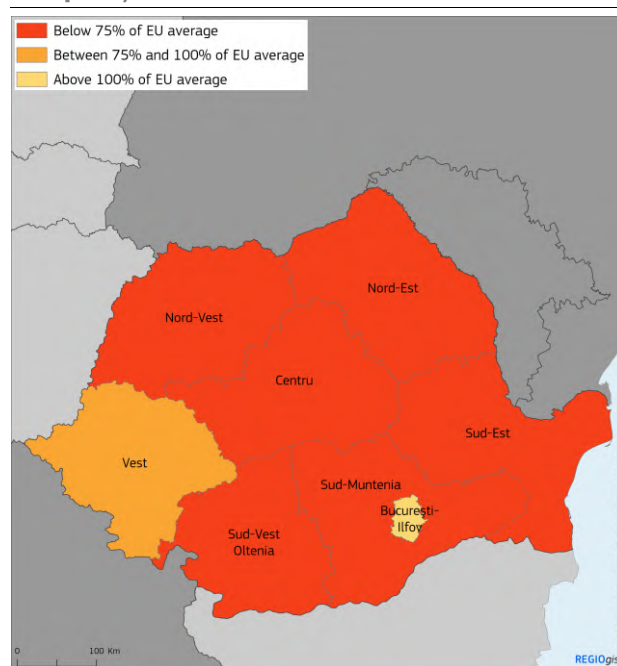 Below 75% of EU average
Between 75% and 100% of EU average
Above 100% of EU average
Nord-Est
Nord-Vest
Centru
Sud-Est
Vest
Sud-Muntenia
Bucureşti-
Ilfov
Sud-Vest
Oltenia
0 100 Km
REGIOgis